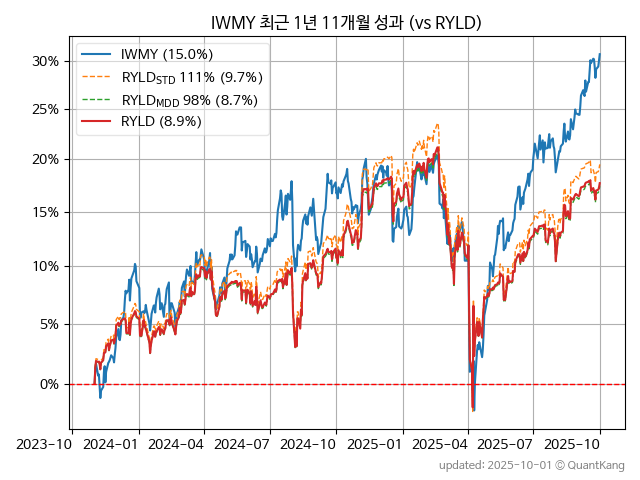 IWMY 최근 1년 11개월 성과 (vs RYLD)
IWMY (15.0%)
RYLD_STD 111% (9.7%)
RYLD_MDD 98% (8.7%)
RYLD (8.9%)
30%
25%
20%
15%
10%
5%
0%
2023-10 2024-01 2024-04 2024-07 2024-10 2025-01 2025-04 2025-07 2025-10
updated: 2025-10-01 © QuantKang